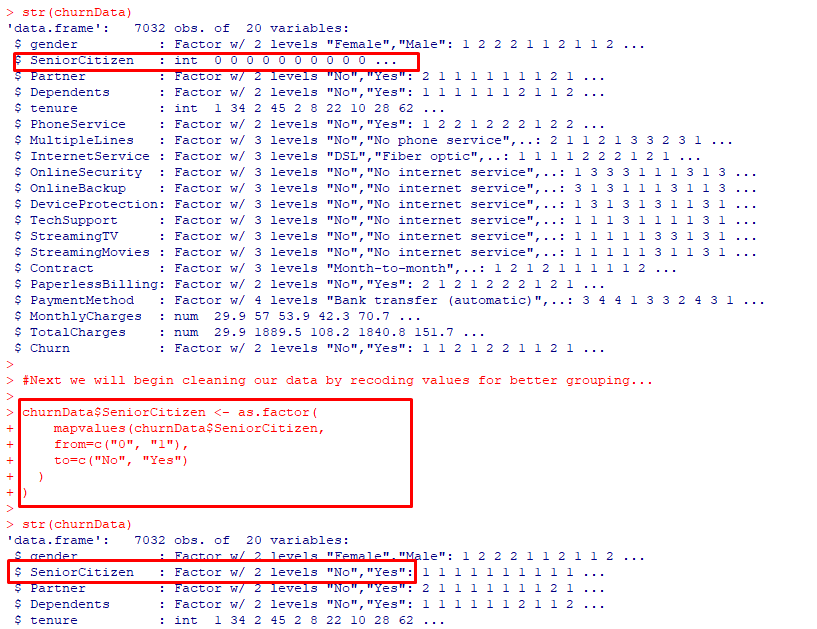 > str(churnData)
'data.frame':   7032 obs. of  20 variables:
 $ gender          : Factor w/ 2 levels "Female","Male": 1 2 2 2 1 1 2 1 1 2 ...
 $ SeniorCitizen   : int  0 0 0 0 0 0 0 0 0 0 ...
 $ Partner         : Factor w/ 2 levels "No","Yes": 2 1 1 1 1 1 1 1 2 1 ...
 $ Dependents      : Factor w/ 2 levels "No","Yes": 1 1 1 1 1 1 2 1 1 2 ...
 $ tenure          : int  1 34 2 45 2 8 22 10 28 62 ...
 $ PhoneService    : Factor w/ 2 levels "No","Yes": 1 2 2 1 2 2 2 1 2 2 ...
 $ MultipleLines   : Factor w/ 3 levels "No","No phone service",..: 2 1 1 2 1 3 3 2 3 1 ...
 $ InternetService : Factor w/ 3 levels "DSL","Fiber optic",..: 1 1 1 1 2 2 2 1 2 1 ...
 $ OnlineSecurity  : Factor w/ 3 levels "No","No internet service",..: 1 3 3 3 1 1 1 3 1 3 ...
 $ OnlineBackup    : Factor w/ 3 levels "No","No internet service",..: 3 1 3 1 1 1 3 1 1 3 ...
 $ DeviceProtection: Factor w/ 3 levels "No","No internet service",..: 1 3 1 3 1 3 1 1 3 1 ...
 $ TechSupport     : Factor w/ 3 levels "No","No internet service",..: 1 1 1 3 1 1 1 1 3 1 ...
 $ StreamingTV     : Factor w/ 3 levels "No","No internet service",..: 1 1 1 1 1 3 3 1 3 1 ...
 $ StreamingMovies : Factor w/ 3 levels "No","No internet service",..: 1 1 1 1 1 3 1 1 3 1 ...
 $ Contract        : Factor w/ 3 levels "Month-to-month",..: 1 2 1 2 1 1 1 1 1 2 ...
 $ PaperlessBilling: Factor w/ 2 levels "No","Yes": 2 1 2 1 2 2 2 1 2 1 ...
 $ PaymentMethod   : Factor w/ 4 levels "Bank transfer (automatic)",..: 3 4 4 1 3 3 2 4 3 1 ...
 $ MonthlyCharges  : num  29.9 57 53.9 42.3 70.7 ...
 $ TotalCharges    : num  29.9 1889.5 108.2 1840.8 151.7 ...
 $ Churn           : Factor w/ 2 levels "No","Yes": 1 1 2 1 2 2 1 1 2 1 ...
>
> #Next we will begin cleaning our data by recoding values for better grouping...
>
> churnData$SeniorCitizen <- as.factor(
+     mapvalues(churnData$SeniorCitizen,
+     from=c("0", "1"),
+     to=c("No", "Yes")
+   )
+ )
>
> str(churnData)
'data.frame':   7032 obs. of  20 variables:
 $ gender          : Factor w/ 2 levels "Female","Male": 1 2 2 2 1 1 2 1 1 2 ...
 $ SeniorCitizen   : Factor w/ 2 levels "No","Yes": 1 1 1 1 1 1 1 1 1 1 ...
 $ Partner         : Factor w/ 2 levels "No","Yes": 2 1 1 1 1 1 1 1 2 1 ...
 $ Dependents      : Factor w/ 2 levels "No","Yes": 1 1 1 1 1 1 2 1 1 2 ...
 $ tenure          : int  1 34 2 45 2 8 22 10 28 62 ...